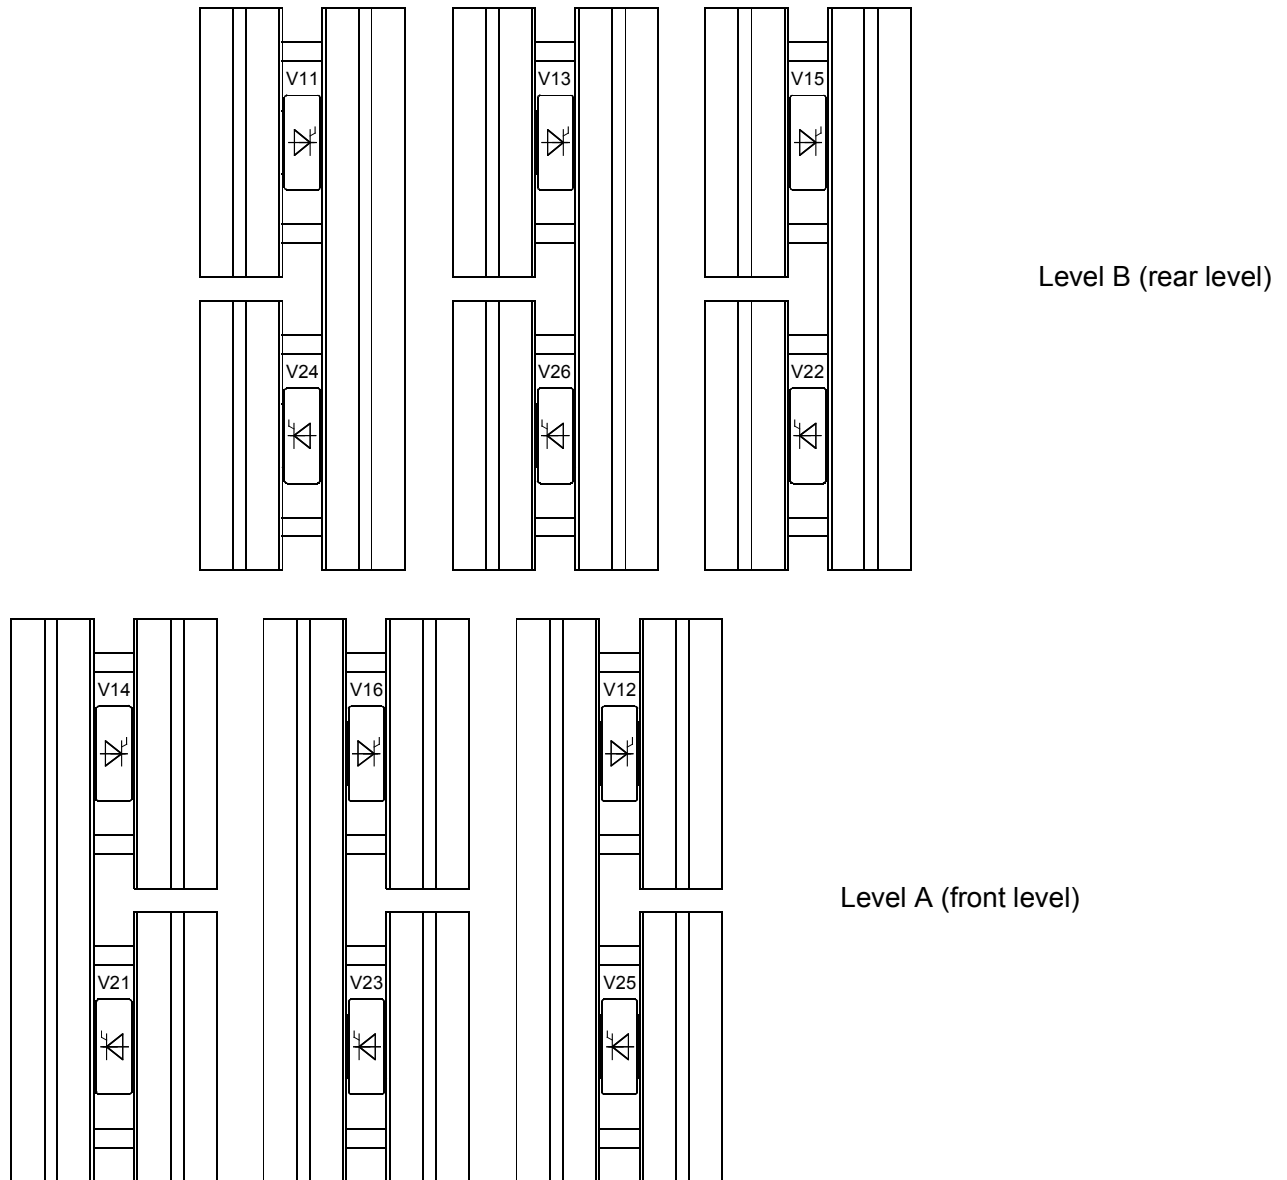 V11 V13 V15
Level B (rear level)
V24 V26 V22
V14 V16 V12
Level A (front level)
V21 V23 V25